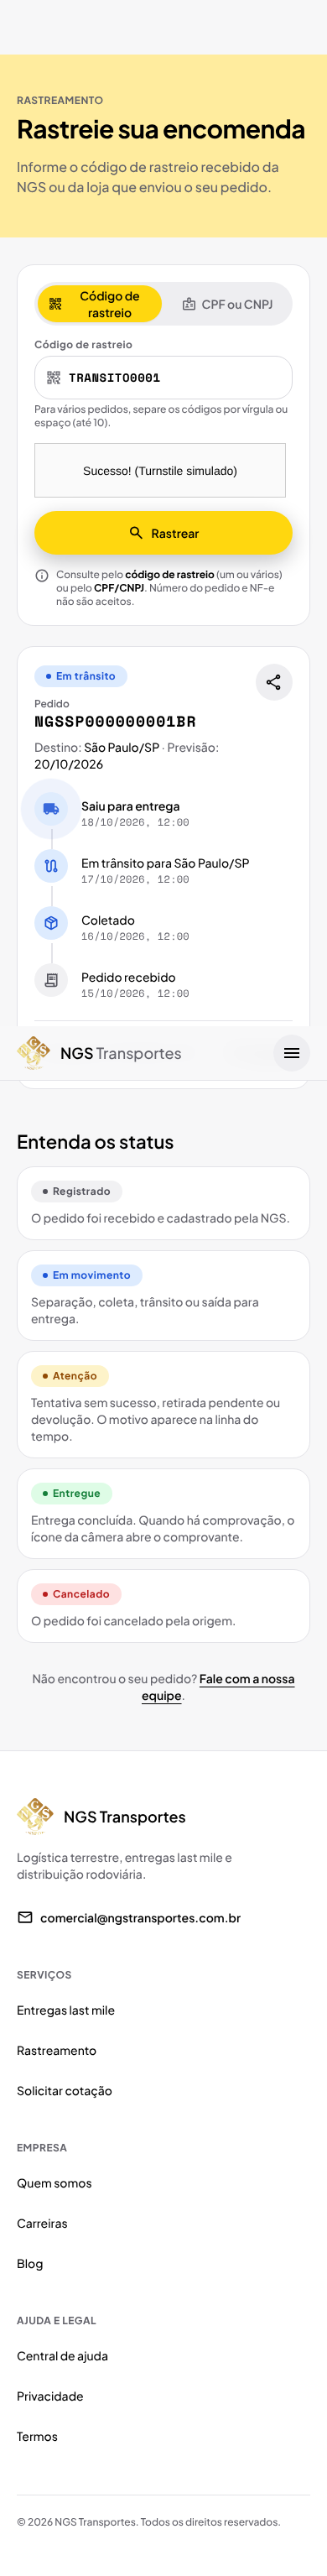 RASTREAMENTO
Rastreie sua encomenda
Informe o código de rastreio recebido da
NGS ou da loja que enviou o seu pedido.
Código de
rastreio
CPF ou CNPJ
Código de rastreio
TRANSITO0001
Para vários pedidos, separe os códigos por vírgula ou
espaço (até 10).
Sucesso! (Turnstile simulado)
Rastrear
Consulte pelo código de rastreio (um ou vários)
ou pelo CPF/CNPJ. Número do pedido e NF-e
não são aceitos.
Em trânsito
Pedido
NGSSP000000001BR
Destino: São Paulo/SP · Previsão:
20/10/2026
Saiu para entrega
18/10/2026, 12:00
Em trânsito para São Paulo/SP
17/10/2026, 12:00
Coletado
16/10/2026, 12:00
Pedido recebido
15/10/2026, 12:00
NGS Transportes
Entenda os status
Registrado
O pedido foi recebido e cadastrado pela NGS.
Em movimento
Separação, coleta, trânsito ou saída para
entrega.
Atenção
Tentativa sem sucesso, retirada pendente ou
devolução. O motivo aparece na linha do
tempo.
Entregue
Entrega concluída. Quando há comprovação, o
ícone da câmera abre o comprovante.
Cancelado
O pedido foi cancelado pela origem.
Não encontrou o seu pedido? Fale com a nossa
equipe.
NGS Transportes
Logística terrestre, entregas last mile e
distribuição rodoviária.
comercial@ngstransportes.com.br
SERVIÇOS
Entregas last mile
Rastreamento
Solicitar cotação
EMPRESA
Quem somos
Carreiras
Blog
AJUDA E LEGAL
Central de ajuda
Privacidade
Termos
© 2026 NGS Transportes. Todos os direitos reservados.